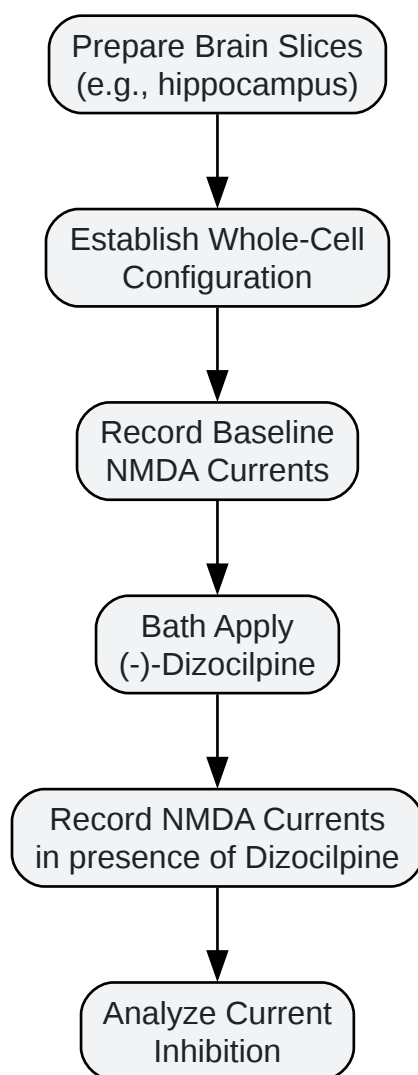 Prepare Brain Slices
(e.g., hippocampus)
Establish Whole-Cell
Configuration
Record Baseline
NMDA Currents
Bath Apply
(-)-Dizocilpine
Record NMDA Currents
in presence of Dizocilpine
Analyze Current
Inhibition